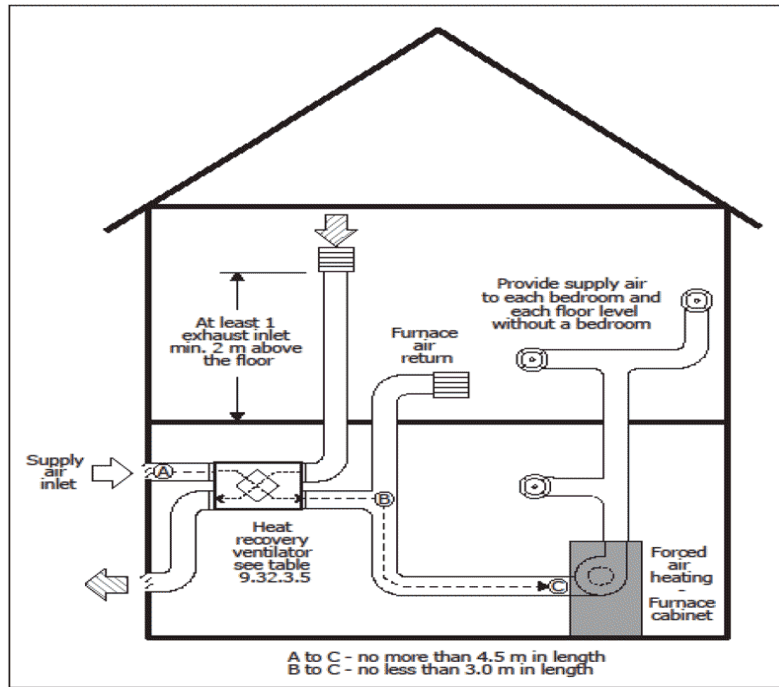 At least 1
exhaust inlet
min. 2 m above
the floor
Furnace
air
return
Provide supply air
to each bedroom and
each floor level
without a bedroom
Supply
air
inlet
A
B
C
Heat
recovery
ventilator
see table
9.32.3.5
Forced
air
heating
-
Furnace
cabinet
A to C - no more than 4.5 m in length
B to C - no less than 3.0 m in length